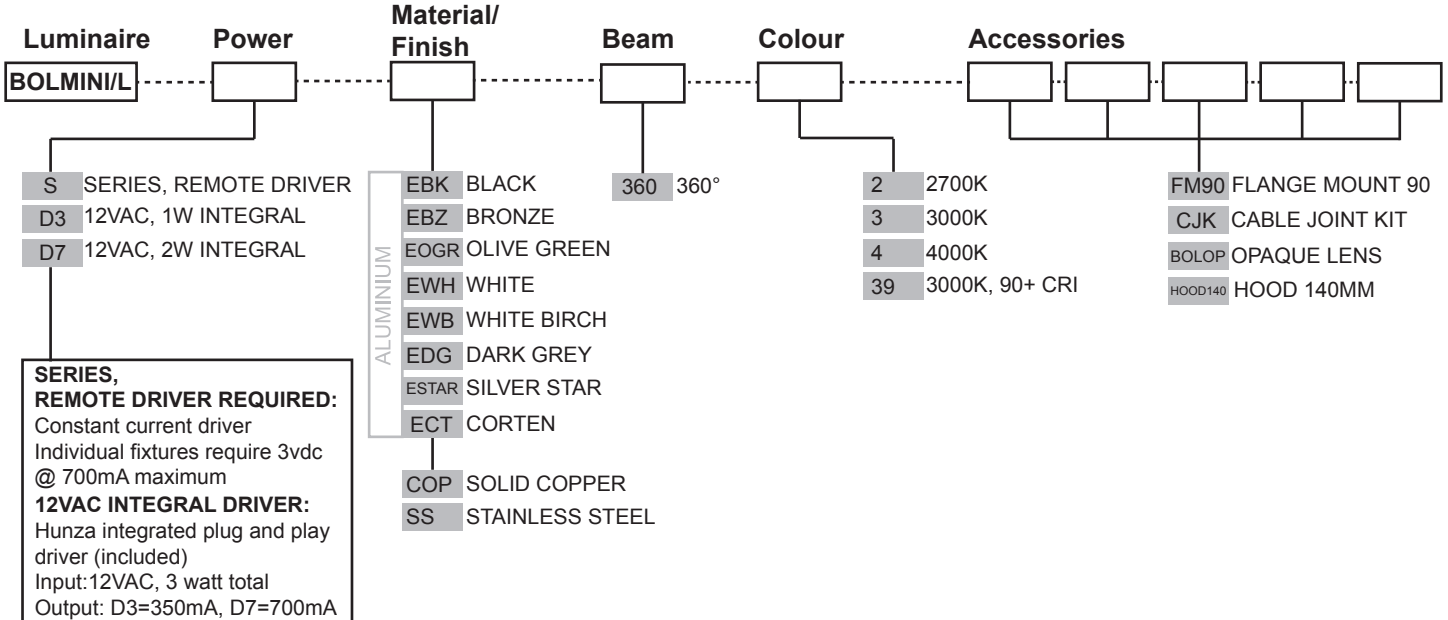 Luminaire
Power
Material/
Finish
Beam
Colour
Accessories
BOLMINI/L
S SERIES, REMOTE DRIVER
D3 12VAC, 1W INTEGRAL
D7 12VAC, 2W INTEGRAL
SERIES,
REMOTE DRIVER REQUIRED:
Constant current driver
Individual fixtures require 3vdc
@ 700mA maximum
12VAC INTEGRAL DRIVER:
Hunza integrated plug and play
driver (included)
Input:12VAC, 3 watt total
Output: D3=350mA, D7=700mA
ALUMINIUM
EBK BLACK
EBZ BRONZE
EOGR OLIVE GREEN
EWH WHITE
EWB WHITE BIRCH
EDG DARK GREY
ESTAR SILVER STAR
ECT CORTEN
COP SOLID COPPER
SS STAINLESS STEEL
360 360°
2 2700K
3 3000K
4 4000K
39 3000K, 90+ CRI
FM90 FLANGE MOUNT 90
CJK CABLE JOINT KIT
BOLOP OPAQUE LENS
HOOD140 HOOD 140MM